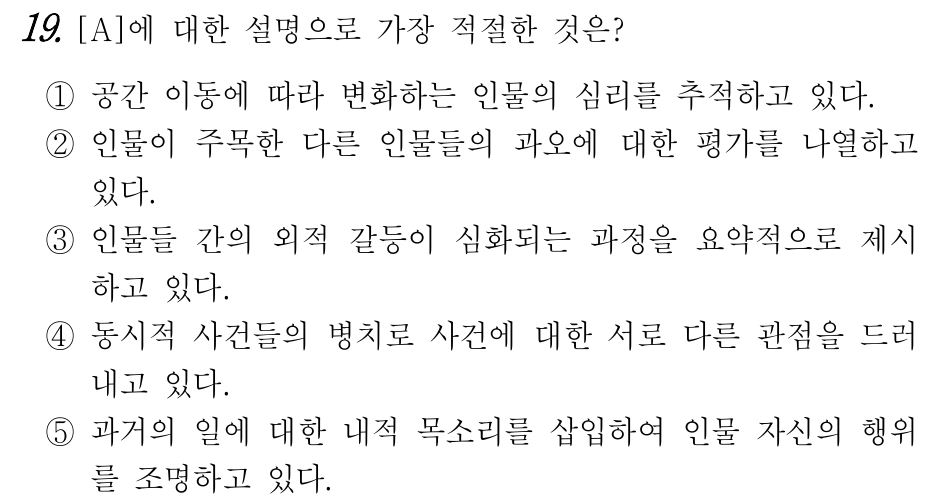 19. [A]에 대한 설명으로 가장 적절한 것은?
① 공간 이동에 따라 변화하는 인물의 심리를 추적하고 있다.
② 인물이 주목한 다른 인물들의 과오에 대한 평가를 나열하고
있다.
③ 인물들 간의 외적 갈등이 심화되는 과정을 요약적으로 제시
하고 있다.
④ 동시적 사건들의 병치로 사건에 대한 서로 다른 관점을 드러
내고 있다.
⑤ 과거의 일에 대한 내적 목소리를 삽입하여 인물 자신의 행위
를 조명하고 있다.